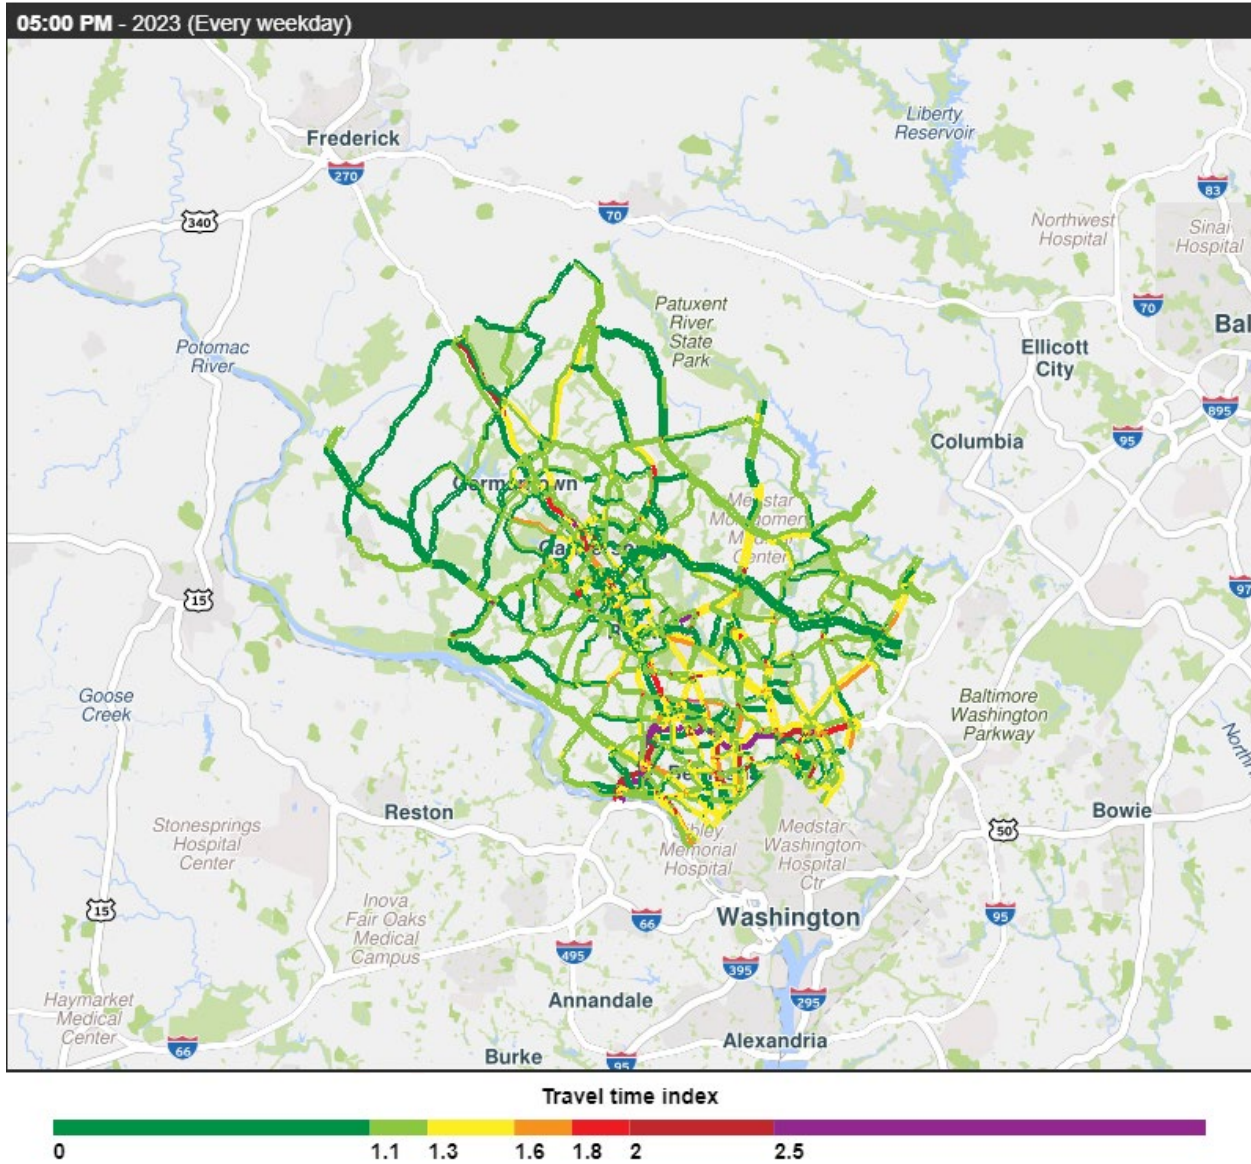 05:00 PM - 2023 (Every weekday)
Liberty
Reservoir
Frederick
270
83
70
340
Northwest
Hospital
Sinai
Hospital
Patuxent
River
State
Park
70
Potomac
River
Bal
Ellicott
City
895
95
Columbia
Medstar
Montgomery
Medical
Center
15
97
Goose
Creek
Baltimore
Washington
Parkway
Reston
Bowie
Stonesprings
Hospital
Center
Memorial
Hospital
Medstar
Washington
Hospital
Ctr
50
15
Inova
Fair Oaks
Medical
Campus
66
Washington
95
495
395
295
Annandale
Haymarket
Medical
Center
Alexandria
66
Burke
95
Travel time index
0 1.1 1.3 1.6 1.8 2 2.5